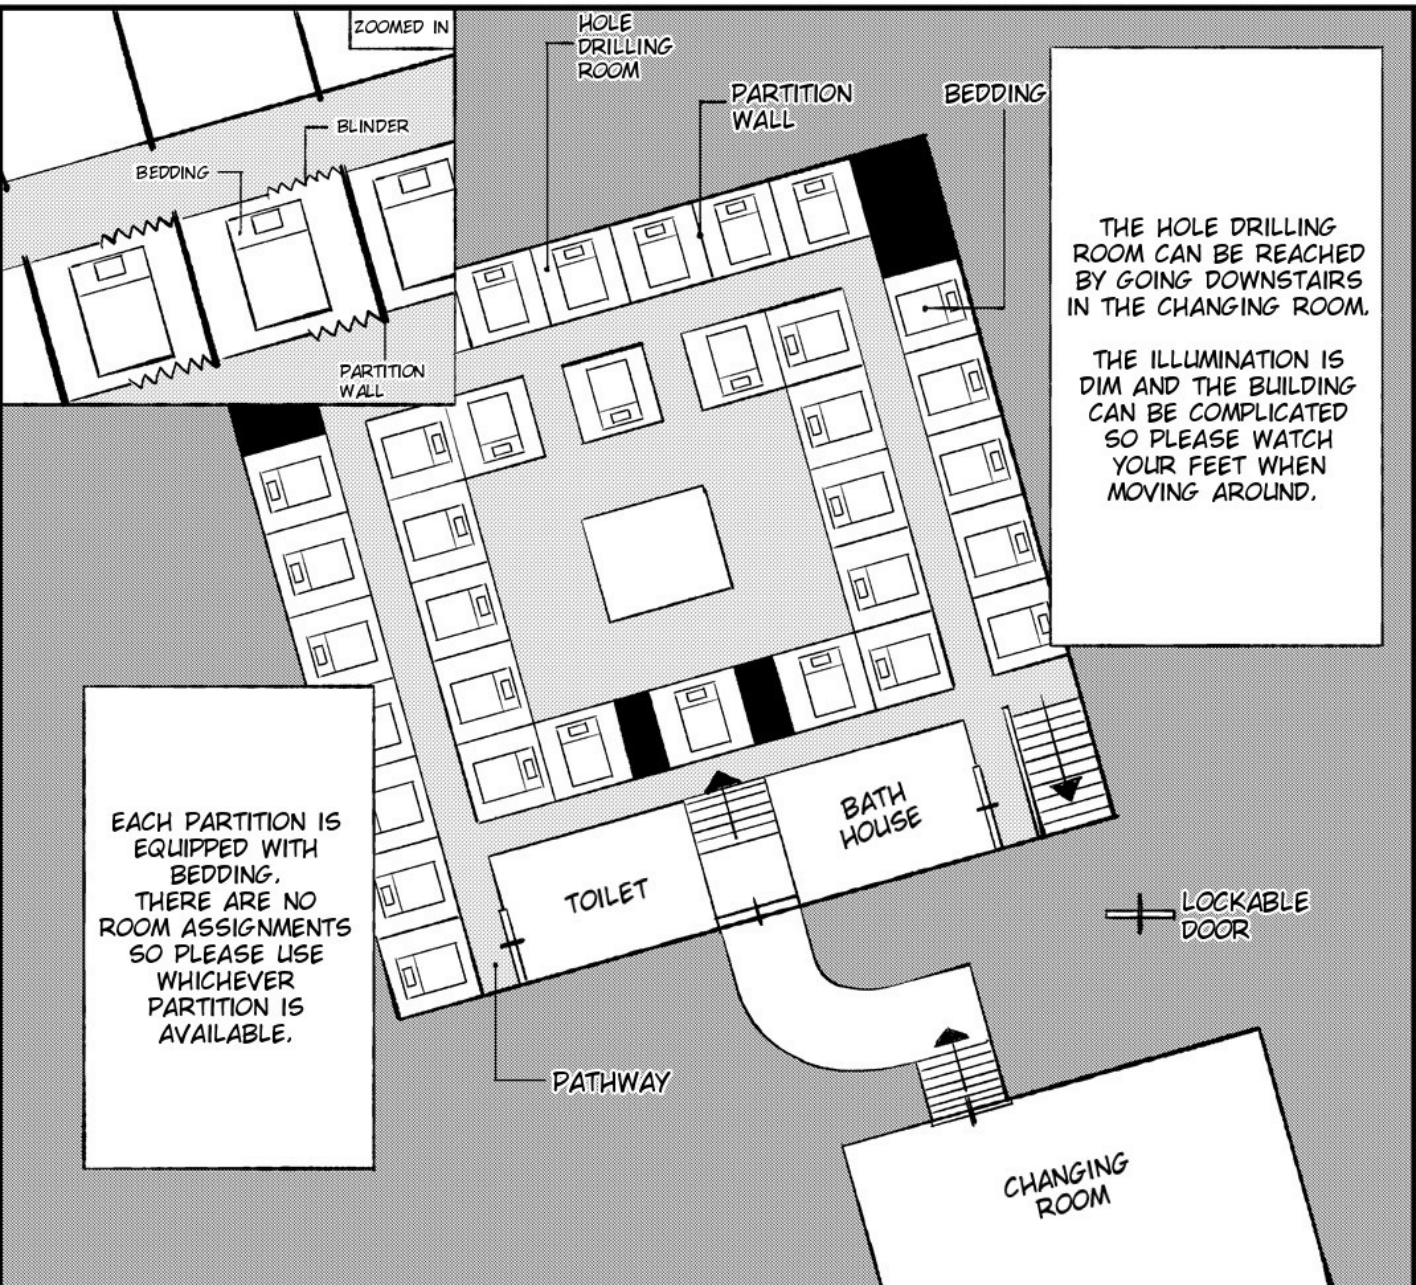 ZOOMED IN
BLINDER
BEDDING
PARTITION
WALL
HOLE
DRILLING
ROOM
PARTITION
WALL
BEDDING
THE HOLE DRILLING
ROOM CAN BE REACHED
BY GOING DOWNSTAIRS
IN THE CHANGING ROOM.
THE ILLUMINATION IS
DIM AND THE BUILDING
CAN BE COMPLICATED
SO PLEASE WATCH
YOUR FEET WHEN
MOVING AROUND.
EACH PARTITION IS
EQUIPPED WITH
BEDDING.
THERE ARE NO
ROOM ASSIGNMENTS
SO PLEASE USE
WHICHEVER
PARTITION IS
AVAILABLE.
TOILET
BATH
HOUSE
LOCKABLE
DOOR
PATHWAY
CHANGING
ROOM